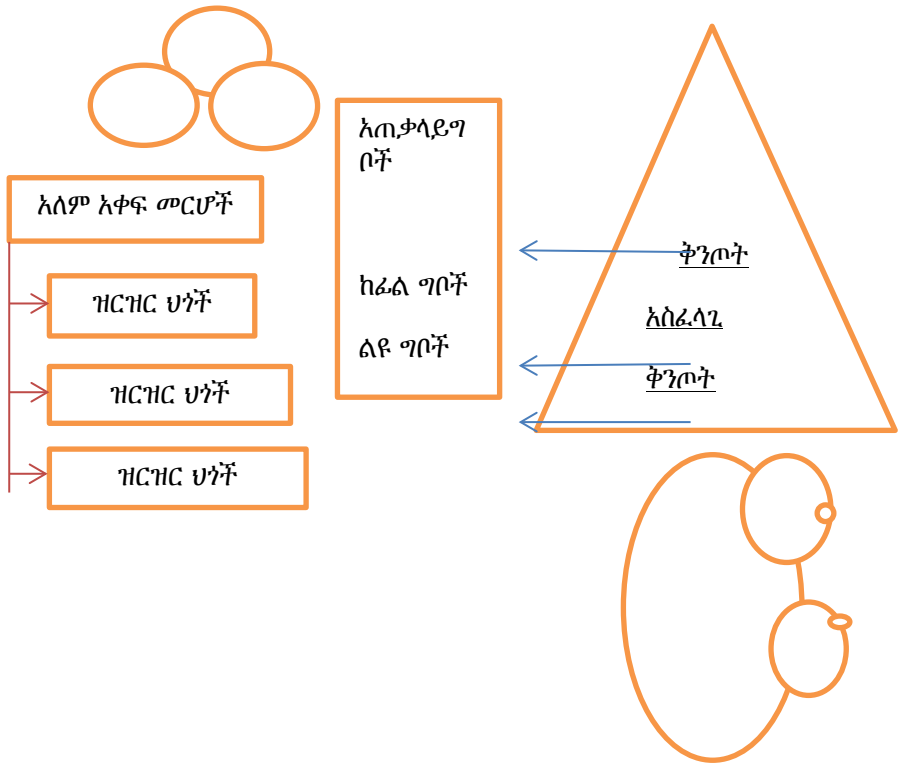 አለም አቀፍ መርሆች
ዝርዝር ህጎች
ዝርዝር ህጎች
ዝርዝር ህጎች
አጠቃላይግ
ቦች
ከፊል ግቦች
ልዩ ግቦች
ቅንጦት
አስፈላጊ
ቅንጦት